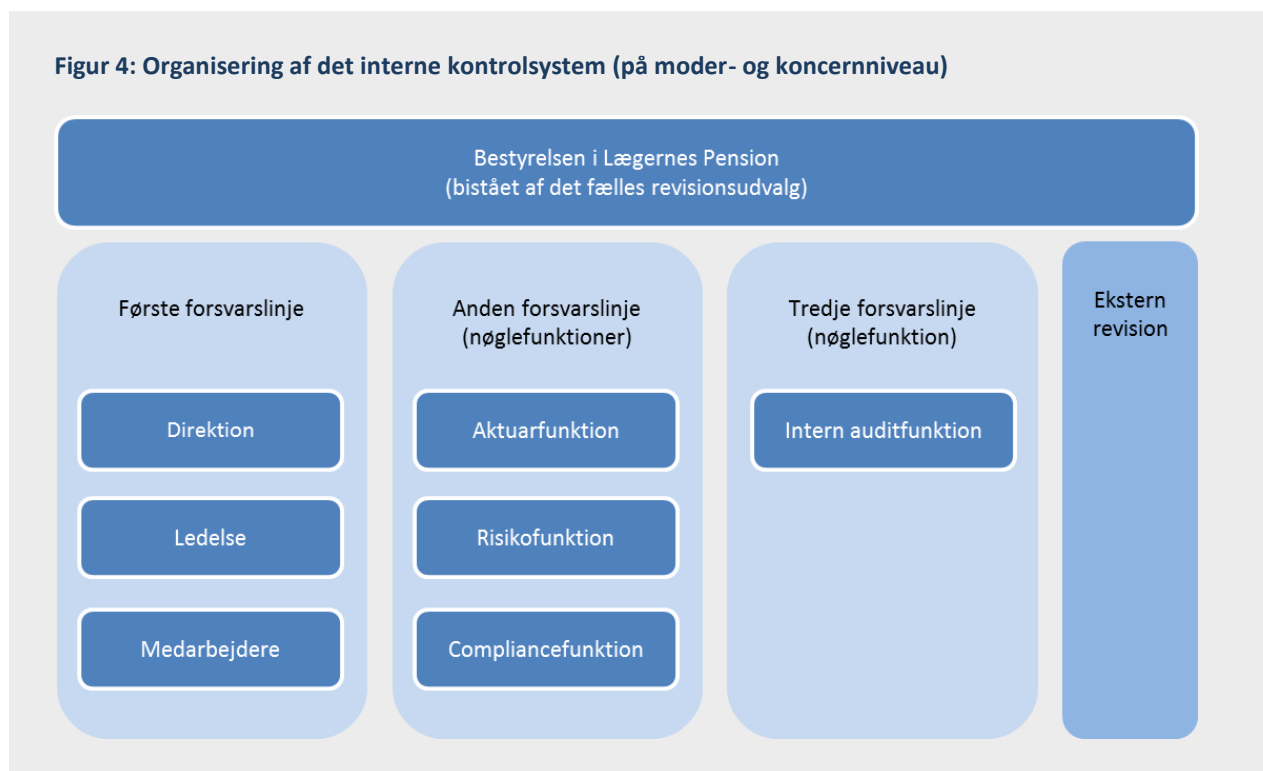 Figur 4: Organisering af det interne kontrolsystem (på moder- og koncernniveau)
Bestyrelsen i Lægernes Pension
(bistået af det fælles revisionsudvalg)
Første forsvarslinje
Direktion
Ledelse
Medarbejdere
Anden forsvarslinje
(nøglefunktioner)
Aktuarfunktion
Risikofunktion
Compliancefunktion
Tredje forsvarslinje
(nøglefunktion)
Intern auditfunktion
Ekstern
revision